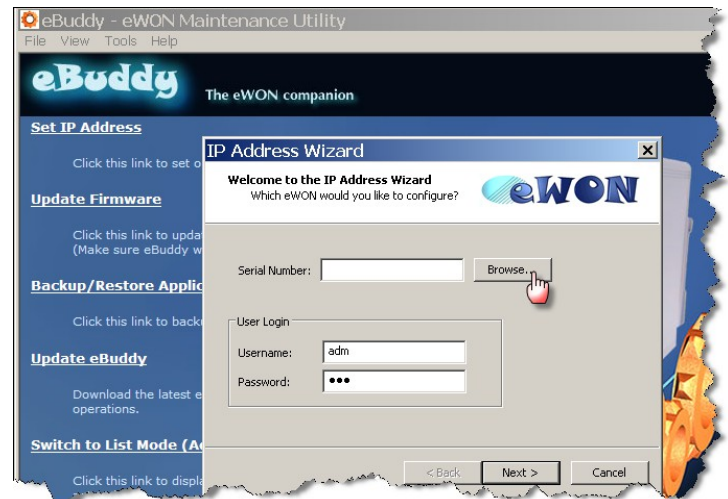 eBuddy - eWON Maintenance Utility
File View Tools Help
eBuddy
The eWON companion
Set IP Address
Click this link to set o
Update Firmware
Click this link to upda
(Make sure eBuddy w
Backup/Restore Applic
Click this link to back
Update eBuddy
Download the latest e
operations.
Switch to List Mode (A
Click this link to displa
IP Address Wizard
Welcome to the IP Address Wizard
Which eWON would you like to configure?
eWON
Serial Number:
Browse...
User Login
Username:
adm
Password:
●●●
< Back
Next >
Cancel